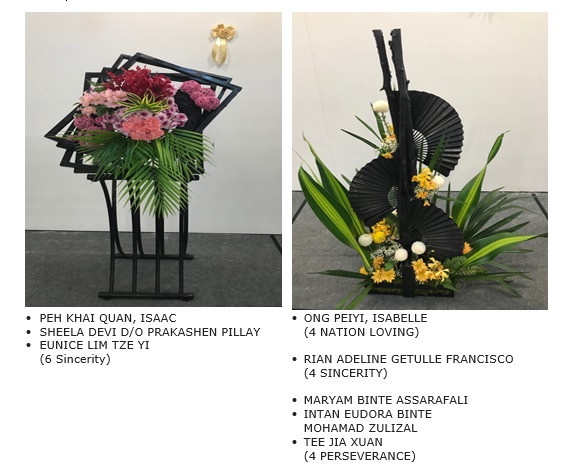 PEH KHAI QUAN, ISAAC
SHEELA DEVI D/O PRAKASHEN PILLAY
EUNICE LIM TZE YI
(6 Sincerity)
ONG PEIYI, ISABELLE
(4 NATION LOVING)
RIAN ADELINE GETULLE FRANCISCO
(4 SINCERITY)
MARYAM BINTE ASSARAFALI
INTAN EUDORA BINTE
MOHAMAD ZULIZAL
TEE JIA XUAN
(4 PERSEVERANCE)